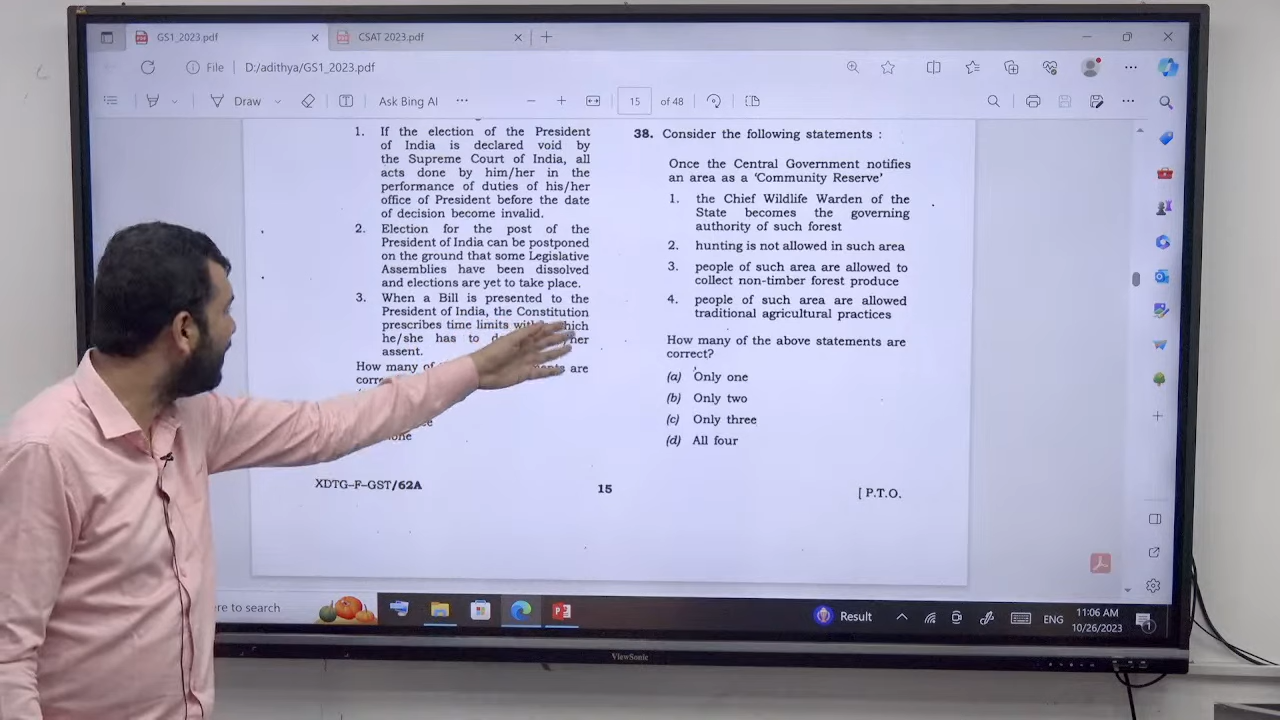 GS1_2023.pdf
CSAT 2023.pdf
File D:/adithya/GS1_2023.pdf
Draw
Ask Bing AI
15 of 48
1. If the election of the President
of India is declared void by
the Supreme Court of India, all
acts done by him/her in the
performance of duties of his/her
office of President before the date
of decision become invalid.
2. Election for the post of the
President of India can be postponed
on the ground that some Legislative
Assemblies have been dissolved
and elections are yet to take place.
3. When a Bill is presented to the
President of India, the Constitution
prescribes time limits
he/she has to
assent.
How many of are
XDTG-F-GST/62A
38. Consider the following statements :
Once the Central Government notifies
an area as a ‘Community Reserve’
1. the Chief Wildlife Warden of the
State becomes the governing
authority of such forest
2. hunting is not allowed in such area
3. people of such area are allowed to
collect non-timber forest produce
4. people of such area are allowed
traditional agricultural practices
How many of the above statements are
correct?
(a) Only one
(b) Only two
(c) Only three
(d) All four
15
[ P.T.O.
to search
Result
ENG
11:06 AM
10/26/2023
1
ViewSonic